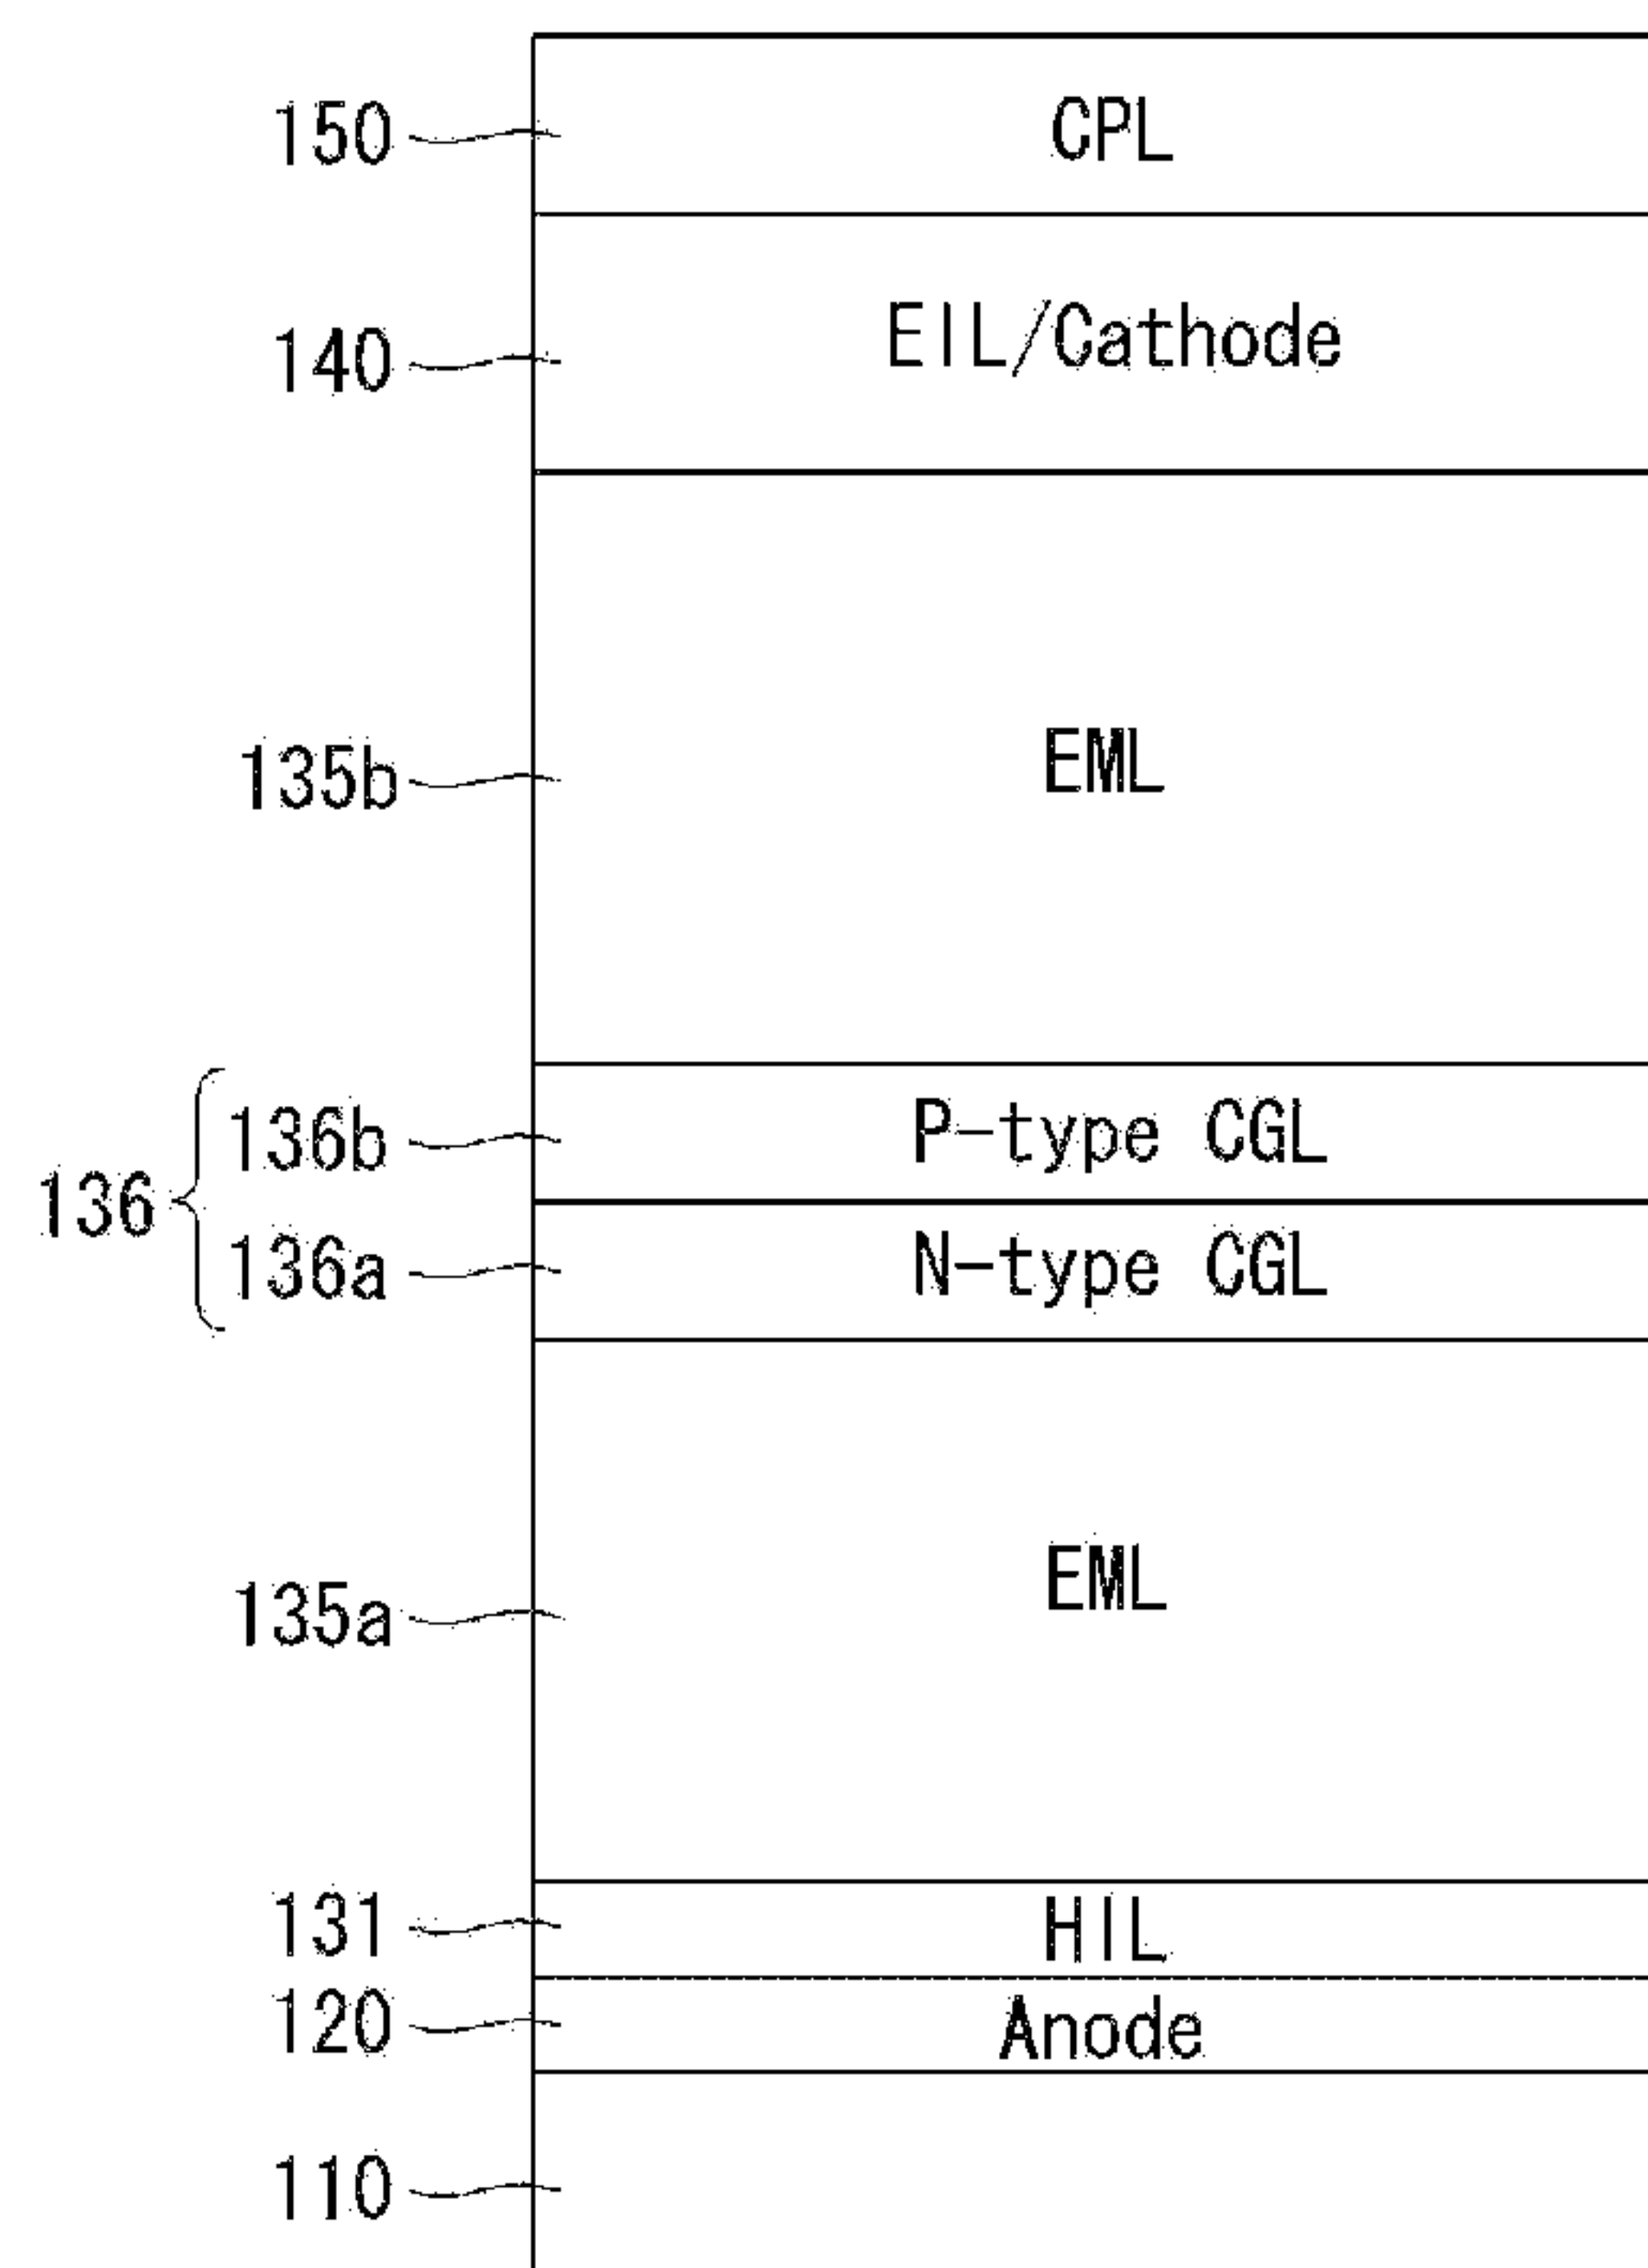 150 CPL
140 EIL/Cathode
135b EML
136b P-type CGL
136
136a N-type CGL
135a EML
131 HIL
120 Anode
110